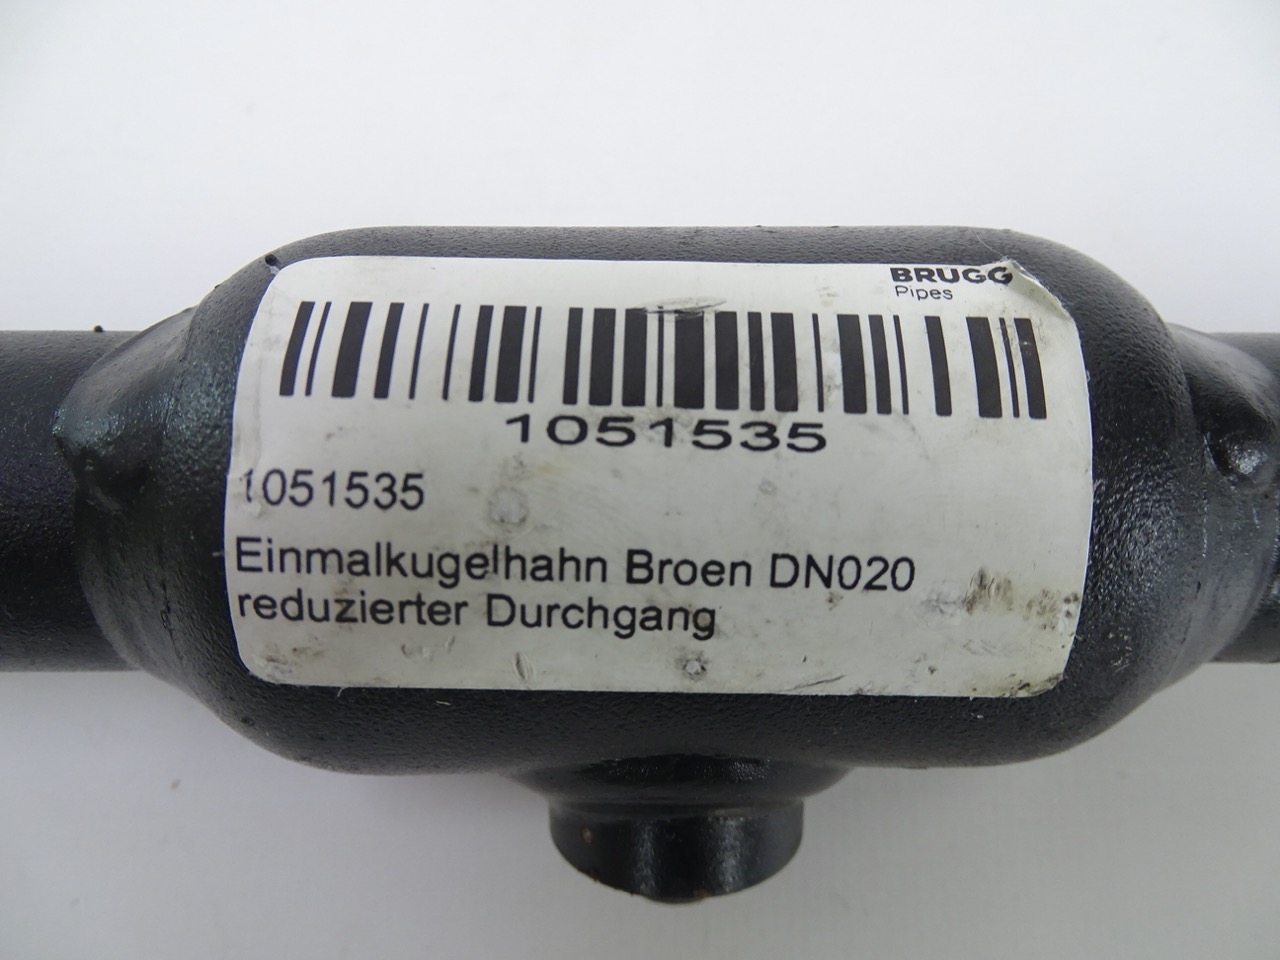 BRUGG
Pipes
1051535
1051535
Einmalkugelhahn Broen DN020
reduzierter Durchgang